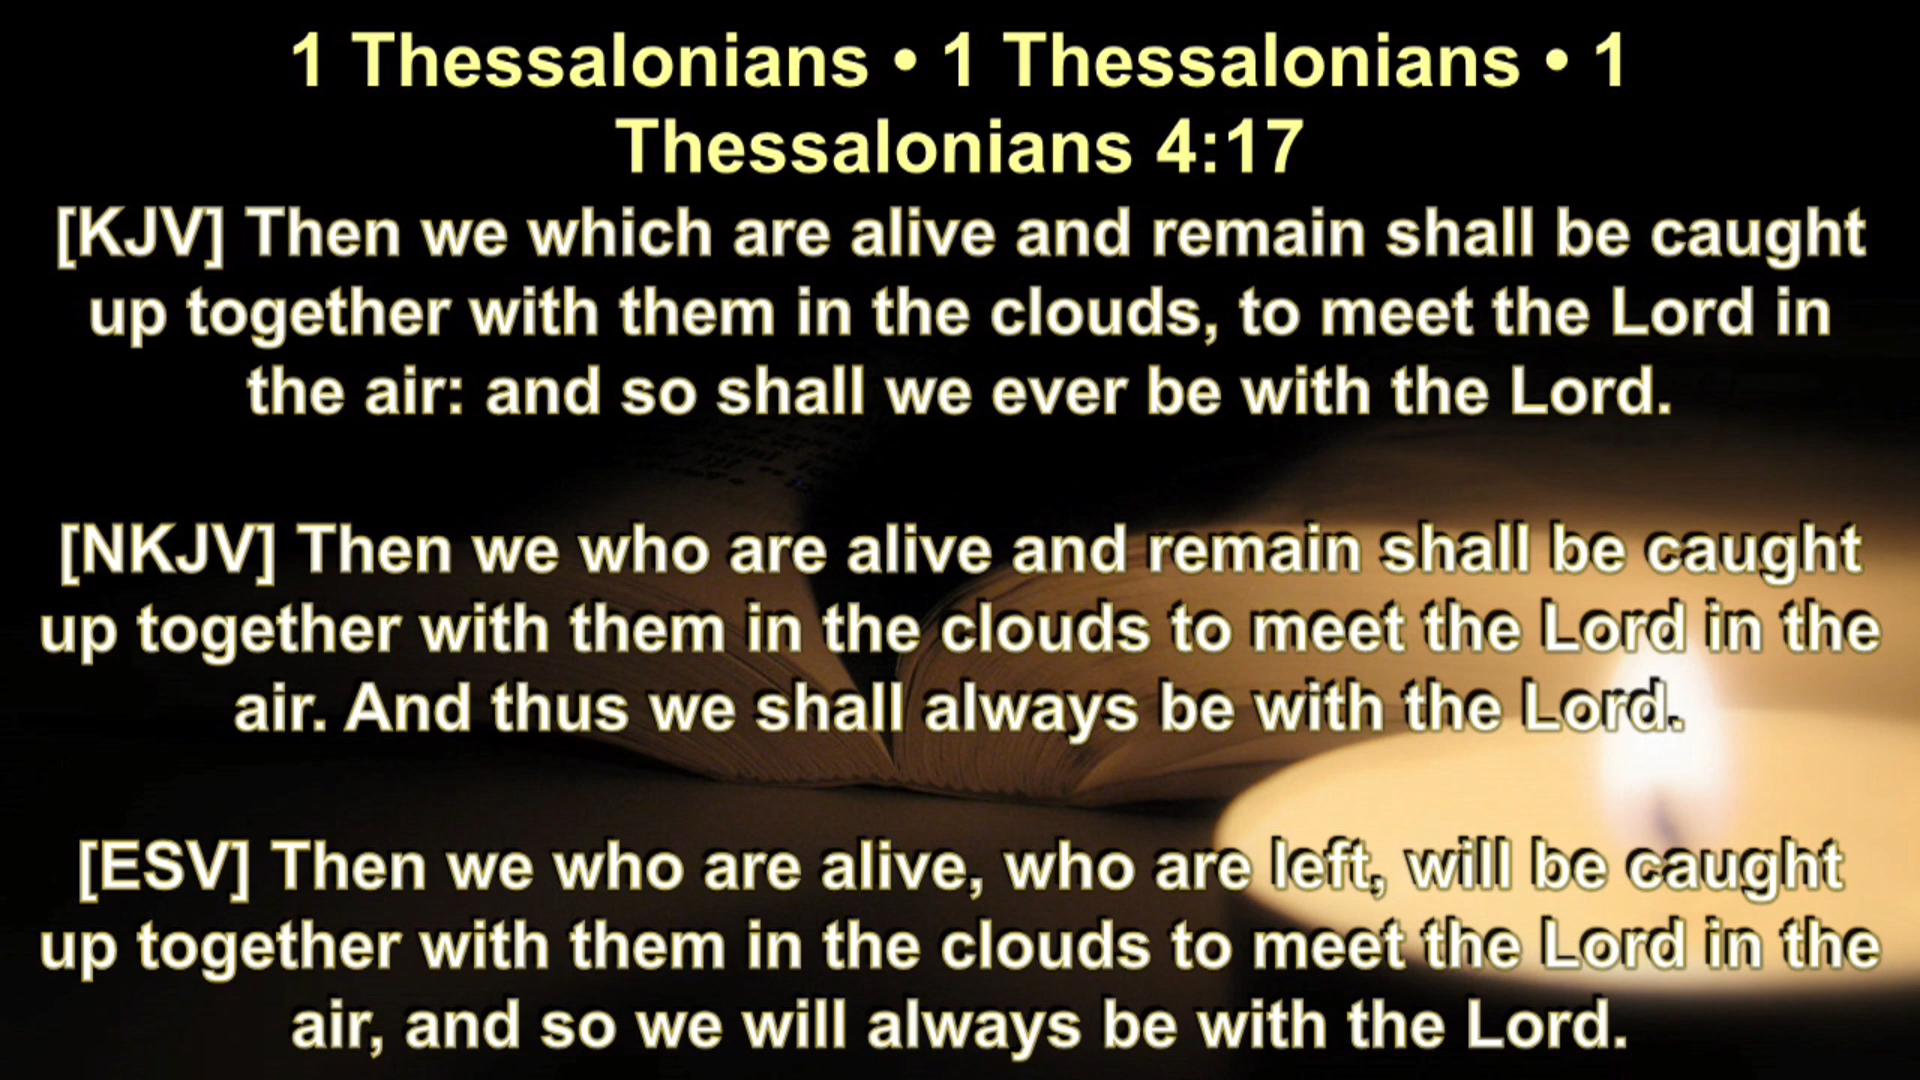 1 Thessalonians • 1 Thessalonians • 1
Thessalonians 4:17
[KJV] Then we which are alive and remain shall be caught
up together with them in the clouds, to meet the Lord in
the air: and so shall we ever be with the Lord.
[NKJV] Then we who are alive and remain shall be caught
up together with them in the clouds to meet the Lord in the
air. And thus we shall always be with the Lord.
[ESV] Then we who are alive, who are left, will be caught
up together with them in the clouds to meet the Lord in the
air, and so we will always be with the Lord.